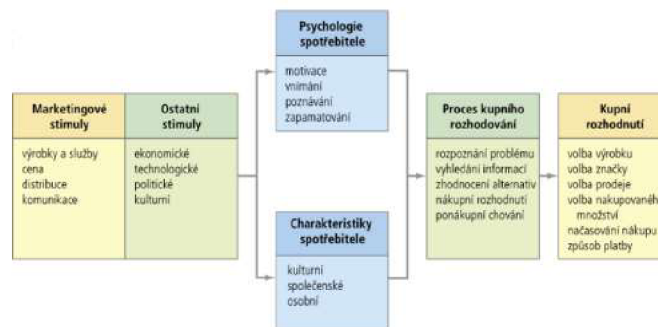 Psychologie
spotřebitele
motivace
vnímání
poznávání
zapamatování
Marketingové
stimuly
výrobky a služby
cena
distribuce
komunikace
Ostatní
stimuly
ekonomické
technologické
politické
kulturní
Charakteristiky
spotřebitele
kulturní
společenské
osobní
Proces kupního
rozhodování
rozpoznání problému
vyhledání informací
zhodnocení alternativ
nákupní rozhodnutí
ponákupní chování
Kupní
rozhodnutí
volba výrobku
volba značky
volba prodeje
volba nakupovanéh
množství
načasování nákupu
způsob platby